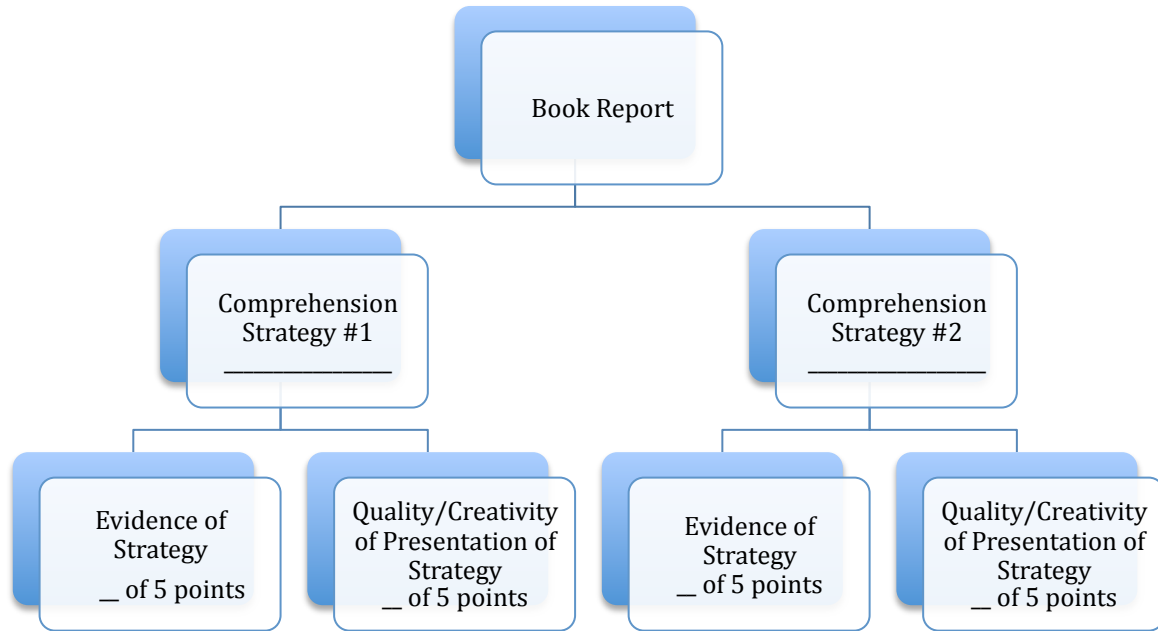 Book Report
Comprehension
Strategy #1
_________________
Comprehension
Strategy #2
__________________
Evidence of
Strategy
__ of 5 points
Quality/Creativity
of Presentation of
Strategy
__ of 5 points
Evidence of
Strategy
__ of 5 points
Quality/Creativity
of Presentation of
Strategy
__ of 5 points